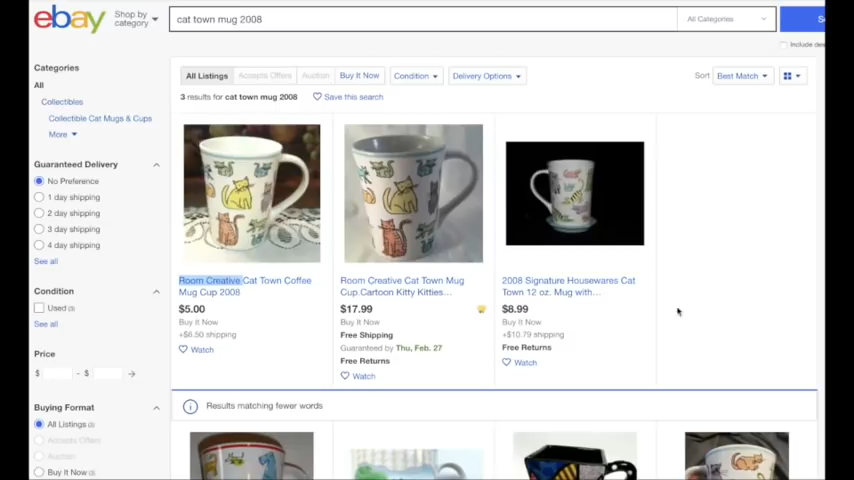 ebay
Shop by
category
cat town mug 2008
All Categories
Include
Categories
All
Collectibles
Collectible Cat Mugs & Cups
More
Guaranteed Delivery
No Preference
1 day shipping
2 day shipping
3 day shipping
4 day shipping
See all
Condition
Used (3)
See all
Price
$ - $
Buying Format
All Listings (3)
Accepts Offers
Auction
Buy It Now (3)
All Listings Accepts Offers Auction Buy It Now Condition Delivery Options
Sort Best Match
3 results for cat town mug 2008 Save this search
Room Creative Cat Town Coffee
Mug Cup 2008
$5.00
Buy It Now
+$6.50 shipping
Watch
Room Creative Cat Town Mug
Cup Cartoon Kitty Kitties...
$17.99
Buy It Now
Free Shipping
Guaranteed by Thu, Feb. 27
Free Returns
Watch
2008 Signature Housewares Cat
Town 12 oz. Mug with...
$8.99
Buy It Now
+$10.79 shipping
Free Returns
Watch
Results matching fewer words